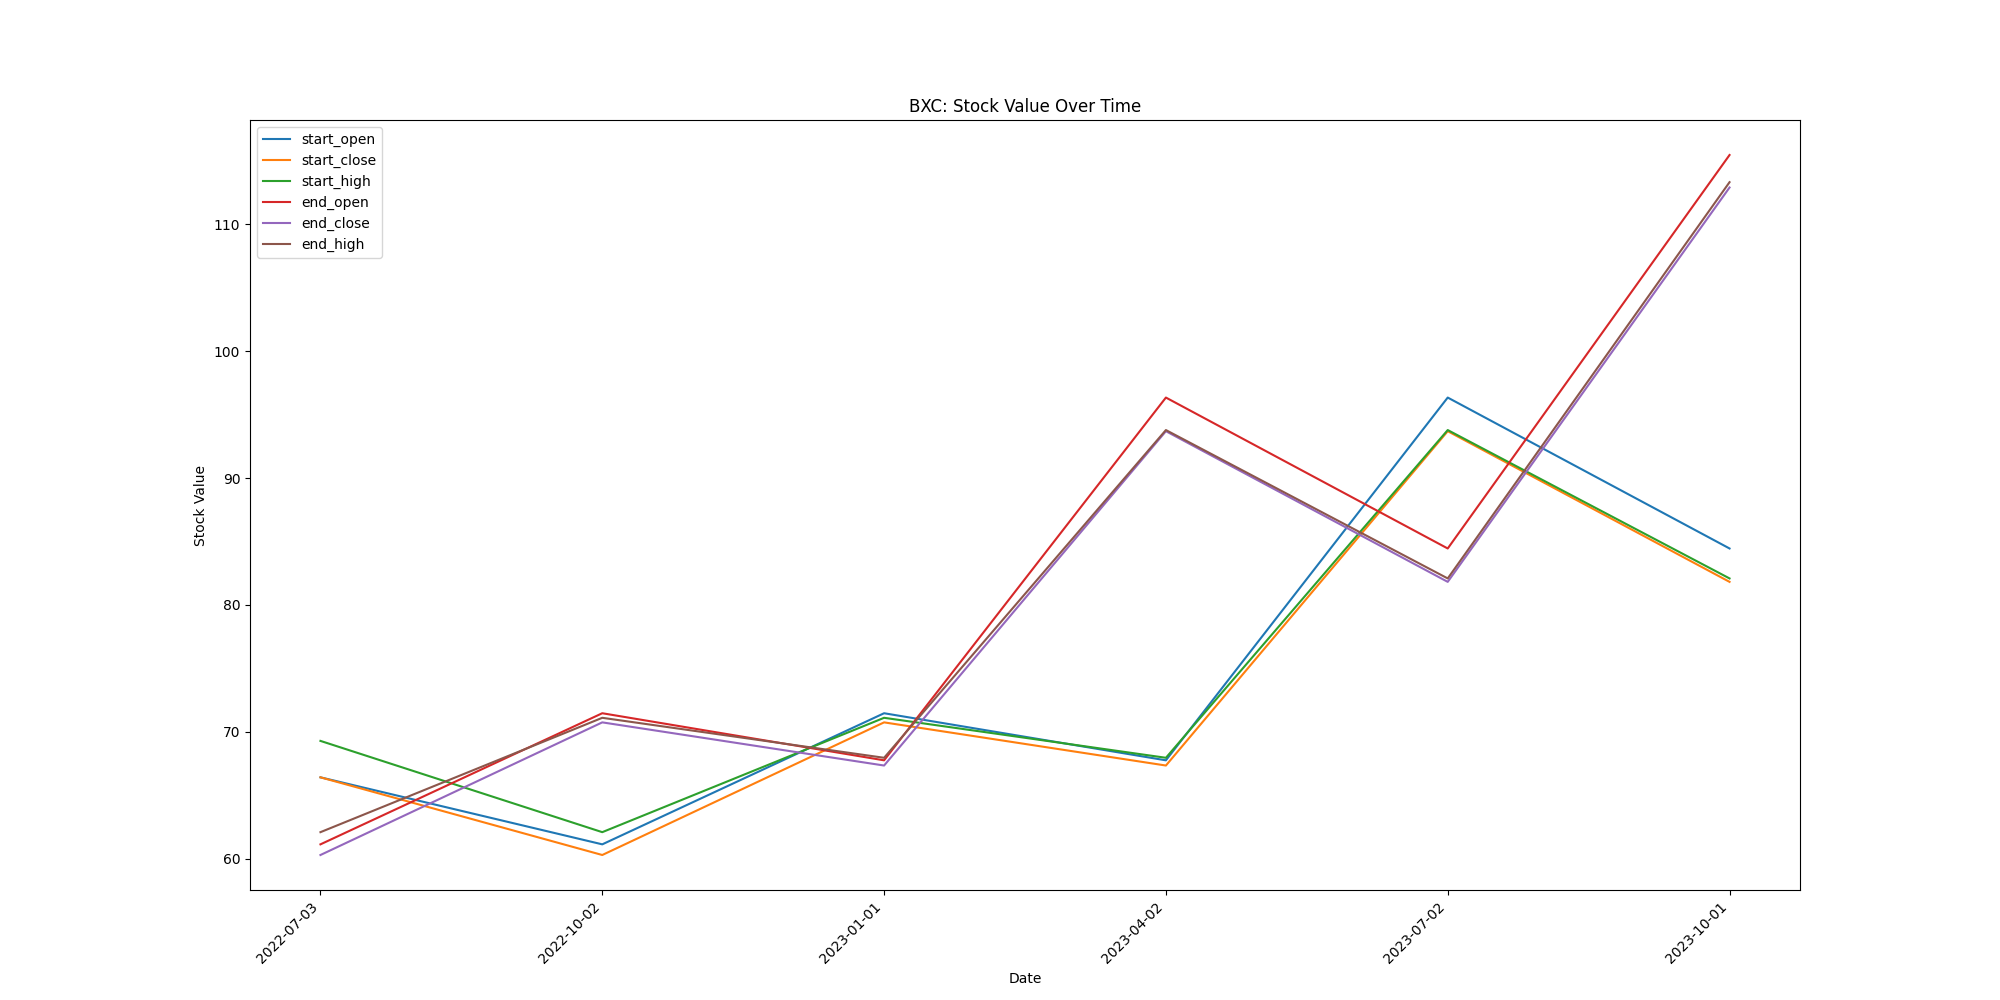 BXC: Stock Value Over Time
start_open
start_close
start_high
end_open
end_close
end_high
110
100
90
80
70
60
Stock Value
2022-07-03
2022-10-02
2023-01-01
2023-04-02
2023-07-02
2023-10-01
Date